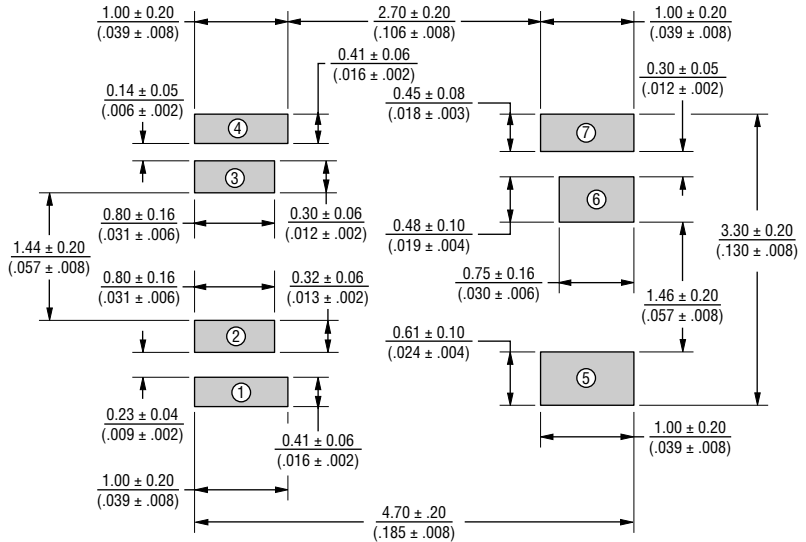 1.00 ± 0.20
(.039 ± .008)
2.70 ± 0.20
(.106 ± .008)
1.00 ± 0.20
(.039 ± .008)
0.41 ± 0.06
(.016 ± .002)
0.30 ± 0.05
(.012 ± .002)
0.14 ± 0.05
(.006 ± .002)
0.45 ± 0.08
(.018 ± .003)
4
7
3
6
0.80 ± 0.16
(.031 ± .006)
0.30 ± 0.06
(.012 ± .002)
0.48 ± 0.10
(.019 ± .004)
3.30 ± 0.20
(.130 ± .008)
1.44 ± 0.20
(.057 ± .008)
0.80 ± 0.16
(.031 ± .006)
0.32 ± 0.06
(.013 ± .002)
0.75 ± 0.16
(.030 ± .006)
1.46 ± 0.20
(.057 ± .008)
2
0.61 ± 0.10
(.024 ± .004)
5
1
0.23 ± 0.04
(.009 ± .002)
0.41 ± 0.06
(.016 ± .002)
1.00 ± 0.20
(.039 ± .008)
1.00 ± 0.20
(.039 ± .008)
4.70 ± .20
(.185 ± .008)